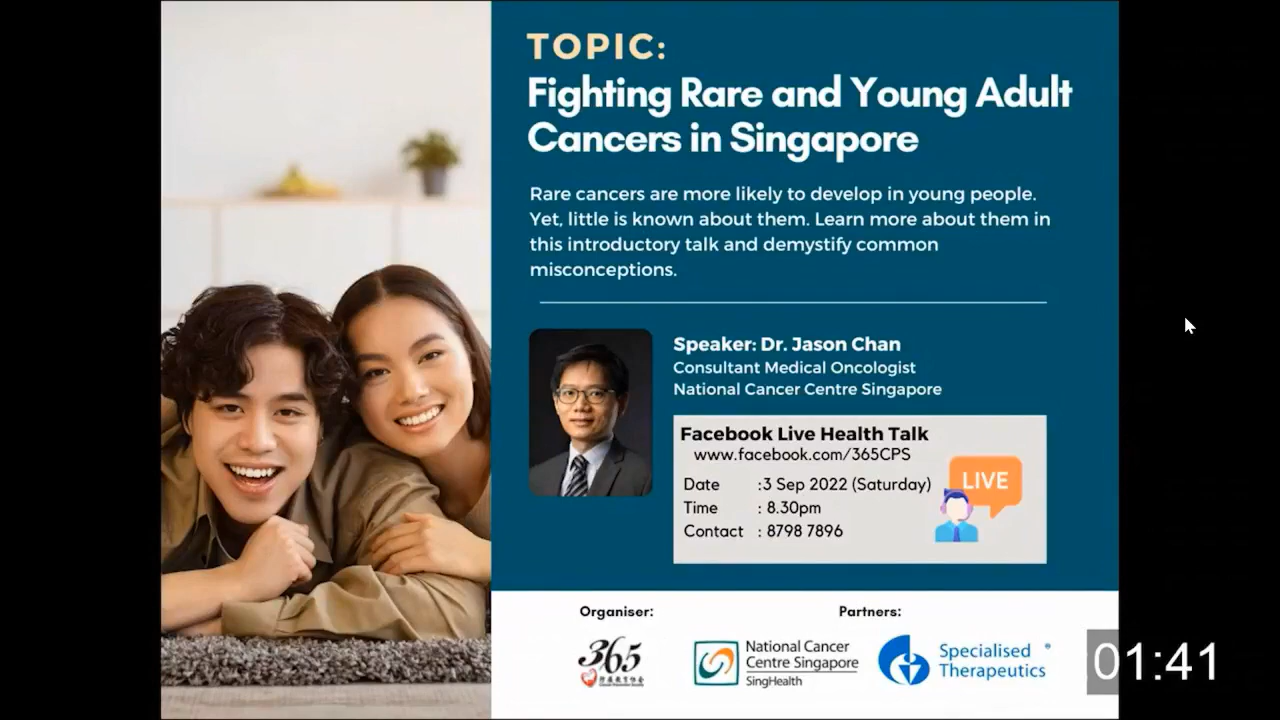 TOPIC:
Fighting Rare and Young Adult
Cancers in Singapore
Rare cancers are more likely to develop in young people.
Yet, little is known about them. Learn more about them in
this introductory talk and demystify common
misconceptions.
Speaker: Dr. Jason Chan
Consultant Medical Oncologist
National Cancer Centre Singapore
Facebook Live Health Talk
www.facebook.com/365CPS
Date :3 Sep 2022 (Saturday)
Time : 8.30pm
Contact : 8798 7896
LIVE
Organiser:
Partners:
365
National Cancer
Centre Singapore
SingHealth
Specialised
Therapeutics
®
01:41